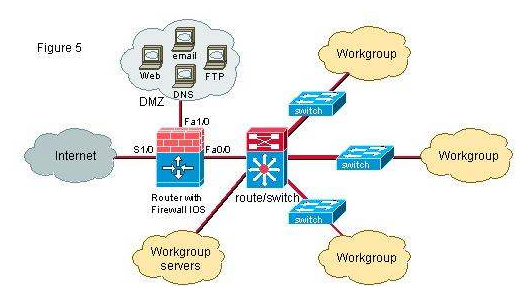 Figure 5
email
Web
FTP
DNS
DMZ
Workgroup
switch
Fa1/0
Internet
S1/0
Fa0/0
switch
Workgroup
Router with
Firewall IOS
route/switch
switch
Workgroup
servers
Workgroup